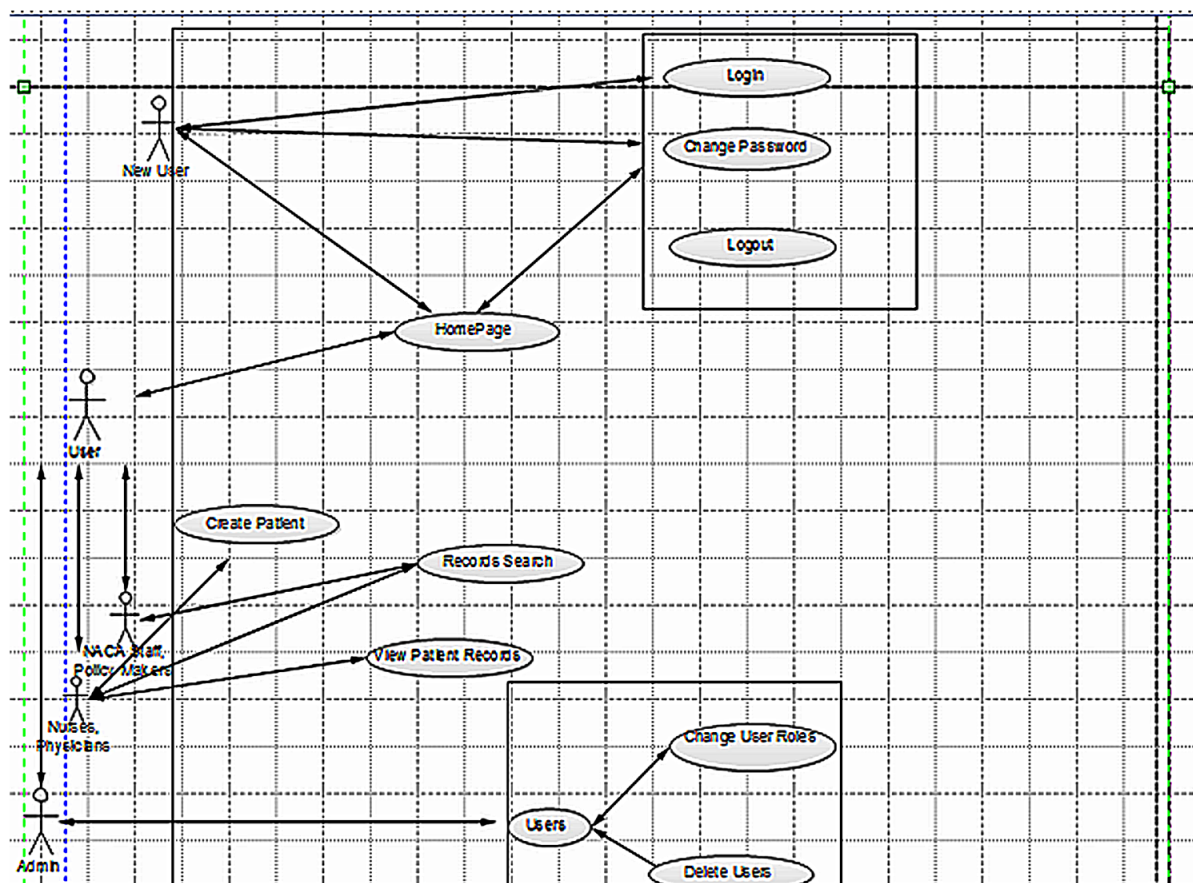 Login
New User
Change Password
Logout
HomePage
User
Create Patient
Records Search
NACA Staff,
Policy Makers
View Patient Records
Nurses,
Physicians
Change User Roles
Users
Admin
Delete Users